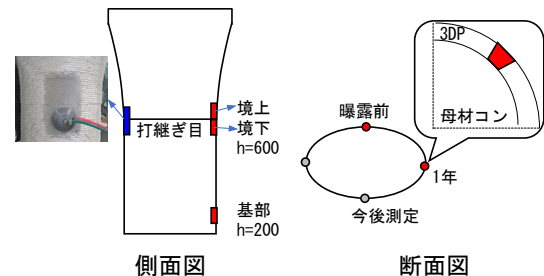 境上
打継ぎ目
境下
h=600
基部
h=200
側面図
3DP
母材コン
曝露前
1年
今後測定
断面図